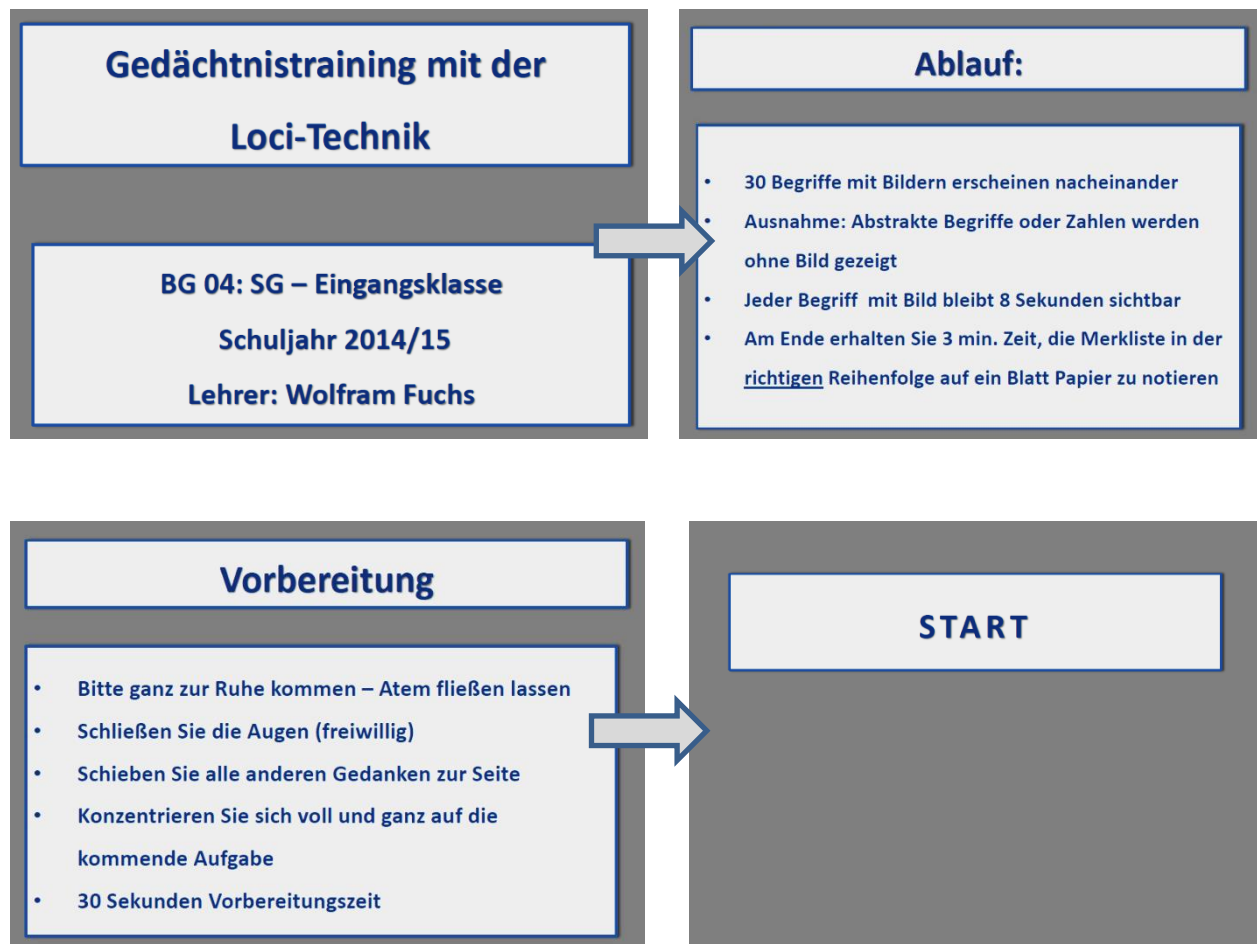 Gedächtnistraining mit der
Loci-Technik
BG 04: SG – Eingangsklasse
Schuljahr 2014/15
Lehrer: Wolfram Fuchs
Ablauf:
• 30 Begriffe mit Bildern erscheinen nacheinander
• Ausnahme: Abstrakte Begriffe oder Zahlen werden
ohne Bild gezeigt
• Jeder Begriff mit Bild bleibt 8 Sekunden sichtbar
• Am Ende erhalten Sie 3 min. Zeit, die Merkliste in der
richtigen Reihenfolge auf ein Blatt Papier zu notieren
Vorbereitung
• Bitte ganz zur Ruhe kommen – Atem fließen lassen
• Schließen Sie die Augen (freiwillig)
• Schieben Sie alle anderen Gedanken zur Seite
• Konzentrieren Sie sich voll und ganz auf die
kommende Aufgabe
• 30 Sekunden Vorbereitungszeit
START